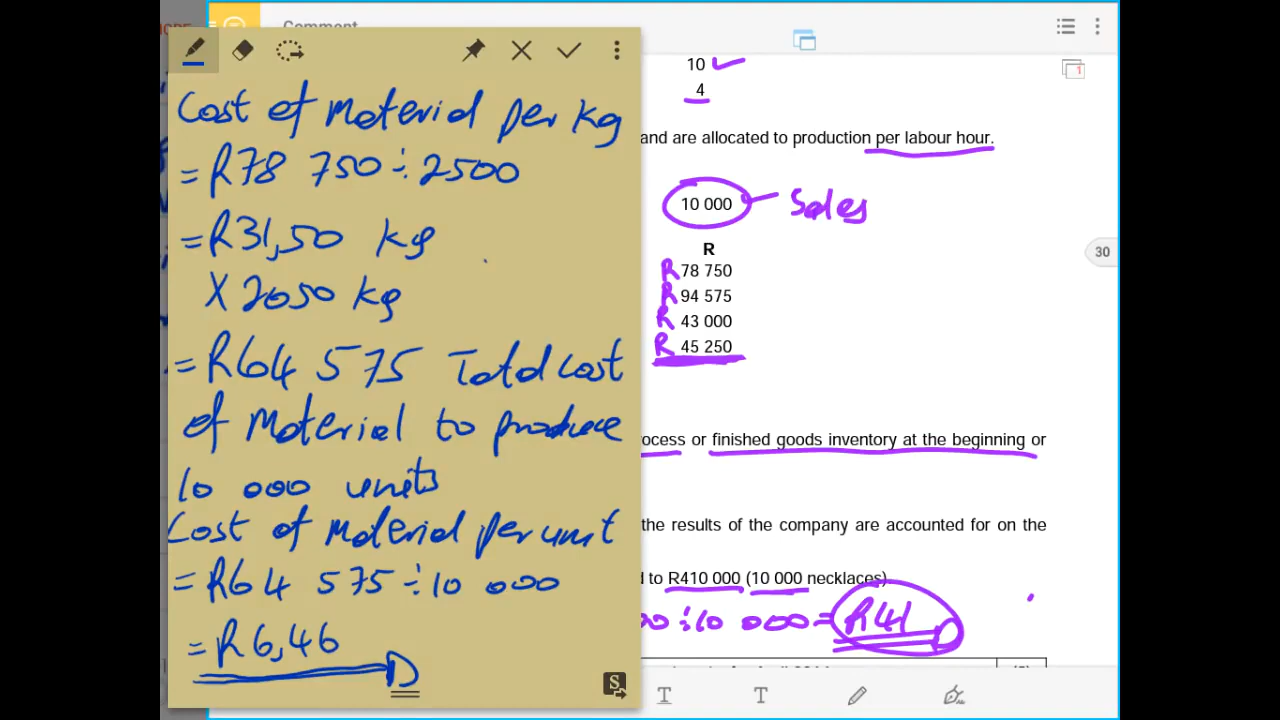 Comment
Cost of Material per kg
= R78 750 ÷ 2500
= R31,50 kg
X 2050 kg
= R64 575 Total cost
of Material to produce
10 000 units
Cost of Material per unit
= R64 575 ÷ 10 000
= R6,46
10
4
1
and are allocated to production per labour hour.
10 000 Sales
R
R 78 750
R 94 575
R 43 000
R 45 250
30
ocess or finished goods inventory at the beginning or
the results of the company are accounted for on the
d to R410 000 (10 000 necklaces).
00 ÷ 10 000 = R41
S
T
T